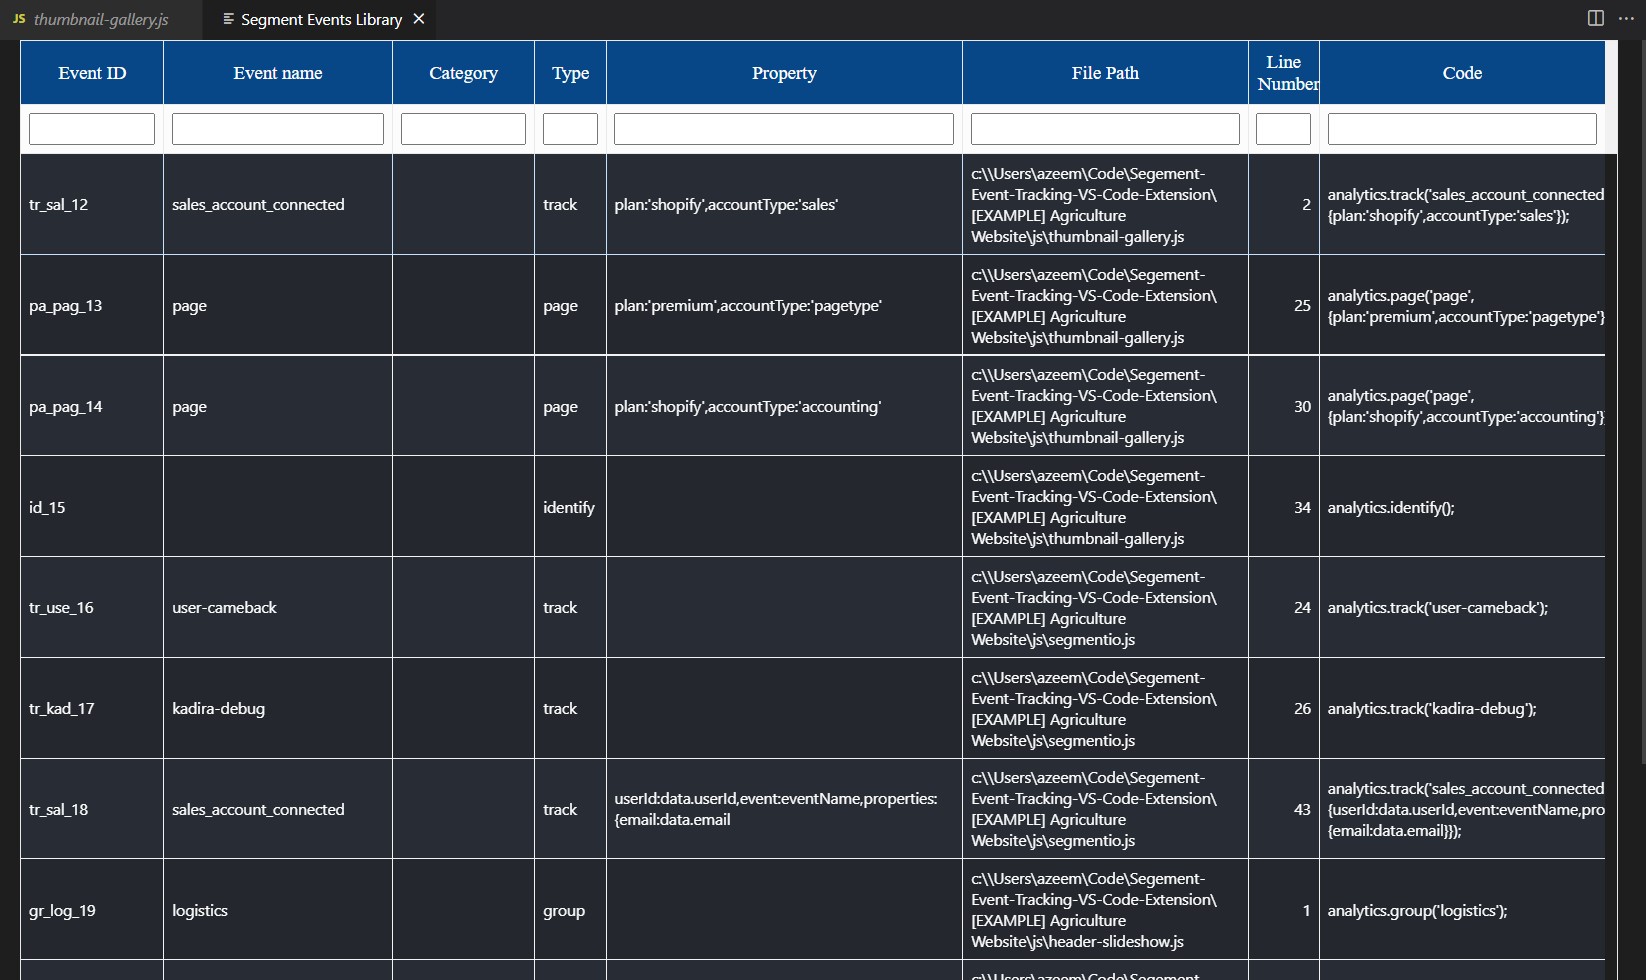 JS thumbnail-gallery.js
Segment Events Library
Event ID
Event name
Category
Type
Property
File Path
Line
Number
Code
tr_sal_12
sales_account_connected
track
plan:'shopify',accountType:'sales'
c:\\Users\azeem\Code\Segement-
Event-Tracking-VS-Code-Extension\
[EXAMPLE] Agriculture
Website\js\thumbnail-gallery.js
2
analytics.track('sales_account_connected
{plan:'shopify',accountType:'sales'});
pa_pag_13
page
page
plan:'premium',accountType:'pagetype'
c:\\Users\azeem\Code\Segement-
Event-Tracking-VS-Code-Extension\
[EXAMPLE] Agriculture
Website\js\thumbnail-gallery.js
25
analytics.page('page',
{plan:'premium',accountType:'pagetype'}
pa_pag_14
page
page
plan:'shopify',accountType:'accounting'
c:\\Users\azeem\Code\Segement-
Event-Tracking-VS-Code-Extension\
[EXAMPLE] Agriculture
Website\js\thumbnail-gallery.js
30
analytics.page('page',
{plan:'shopify',accountType:'accounting'}
id_15
identify
c:\\Users\azeem\Code\Segement-
Event-Tracking-VS-Code-Extension\
[EXAMPLE] Agriculture
Website\js\thumbnail-gallery.js
34
analytics.identify();
tr_use_16
user-cameback
track
c:\\Users\azeem\Code\Segement-
Event-Tracking-VS-Code-Extension\
[EXAMPLE] Agriculture
Website\js\segmentio.js
24
analytics.track('user-cameback');
tr_kad_17
kadira-debug
track
c:\\Users\azeem\Code\Segement-
Event-Tracking-VS-Code-Extension\
[EXAMPLE] Agriculture
Website\js\segmentio.js
26
analytics.track('kadira-debug');
tr_sal_18
sales_account_connected
track
userId:data.userId,event:eventName,properties:
{email:data.email
c:\\Users\azeem\Code\Segement-
Event-Tracking-VS-Code-Extension\
[EXAMPLE] Agriculture
Website\js\segmentio.js
43
analytics.track('sales_account_connected
{userId:data.userId,event:eventName,pro
{email:data.email}});
gr_log_19
logistics
group
c:\\Users\azeem\Code\Segement-
Event-Tracking-VS-Code-Extension\
[EXAMPLE] Agriculture
Website\js\header-slideshow.js
1
analytics.group('logistics');
c:\\Users\azeem\Code\Segement-